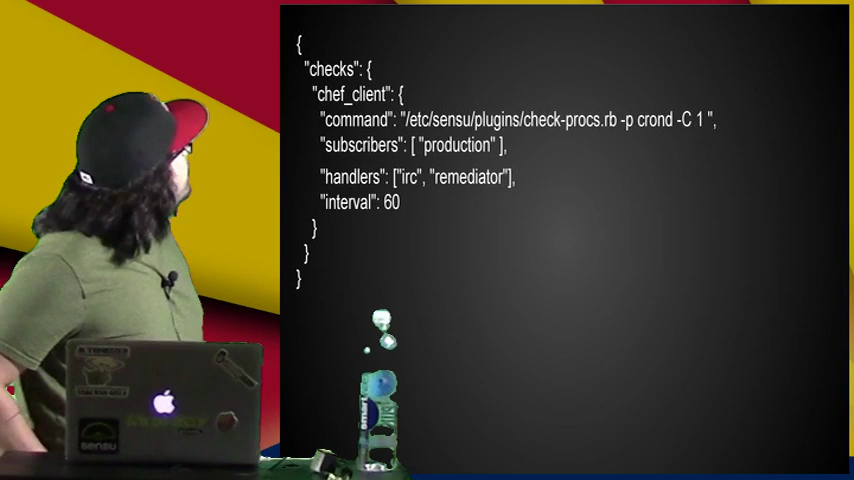 {
"checks": {
"chef_client": {
"command": "/etc/sensu/plugins/check-procs.rb -p crond -C 1 ",
"subscribers": [ "production" ],
"handlers": ["irc", "remediator"],
"interval": 60
}
}
}
sensu
smart